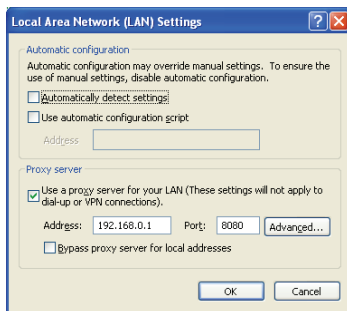 Local Area Network (LAN) Settings
Automatic configuration
Automatic configuration may override manual settings. To ensure the
use of manual settings, disable automatic configuration.
Automatically detect settings
Use automatic configuration script
Address
Proxy server
Use a proxy server for your LAN (These settings will not apply to
dial-up or VPN connections).
Address: 192.168.0.1 Port: 8080 Advanced...
Bypass proxy server for local addresses
OK Cancel